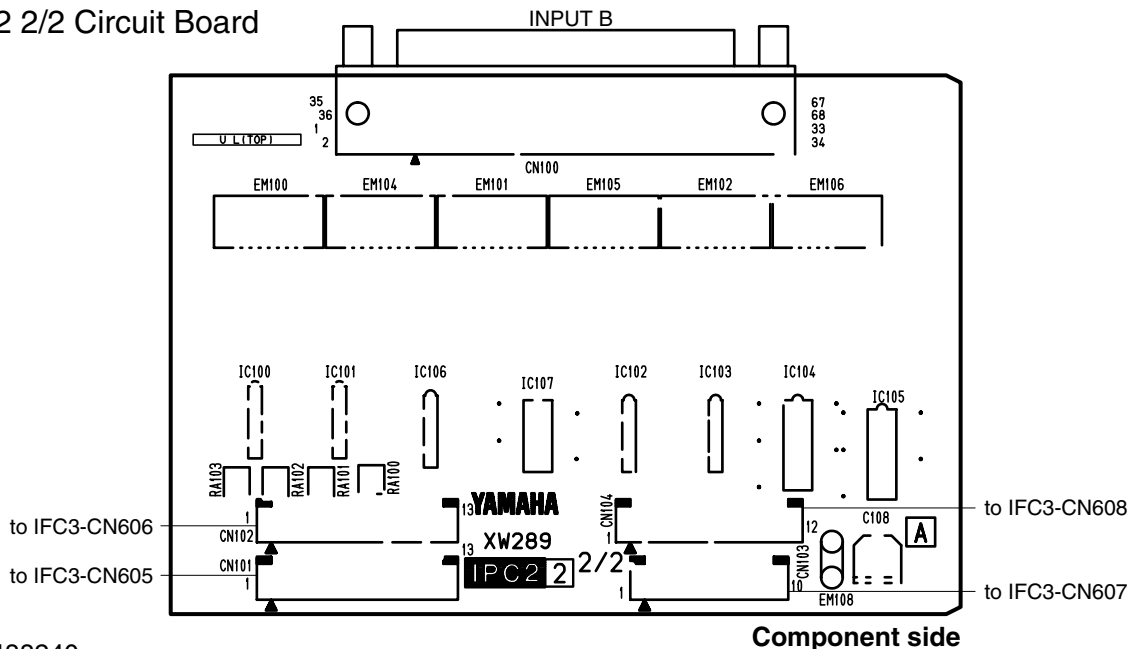 2 2/2 Circuit Board
INPUT B
35
36
1
2
67
68
33
34
U L(TOP)
CN100
EM100 EM104 EM101 EM105 EM102 EM106
IC100 IC101 IC106 IC107 IC102 IC103 IC104 IC105
RA103 RA102 RA101 RA100
1
CN102
13
YAMAHA
XW289
IPC2 2 2/2
CN104
1
12
C108
A
to IFC3-CN606
to IFC3-CN608
CN101
1
13
1
10
CN103
EM108
to IFC3-CN605
to IFC3-CN607
Component side